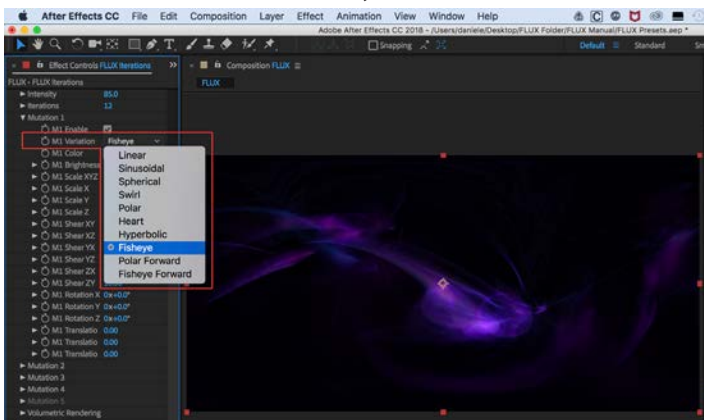 After Effects CC File Edit Composition Layer Effect Animation View Window Help
Adobe After Effects CC 2018 - /Users/daniele/Desktop/FLUX Folder/FLUX Manual/FLUX Presets.aep *
Snapping Default Standard
Effect Controls FLUX Iterations Composition FLUX
FLUX • FLUX Iterations FLUX
Intensity 85.0
Iterations 12
Mutation 1
M1 Enable
M1 Variation Fisheye
M1 Color Linear
Sinusoidal
M1 Brightness
M1 Scale XYZ Spherical
M1 Scale X Swirl
M1 Scale Y Polar
M1 Scale Z Heart
M1 Shear XY
M1 Shear XZ Hyperbolic
M1 Shear YX Fisheye
M1 Shear YZ Polar Forward
M1 Shear ZX Fisheye Forward
M1 Shear ZY
M1 Rotation X 0x+0.0°
M1 Rotation Y 0x+0.0°
M1 Rotation Z 0x+0.0°
M1 Translatio 0.00
M1 Translatio 0.00
M1 Translatio 0.00
Mutation 2
Mutation 3
Mutation 4
Mutation 5
Volumetric Rendering